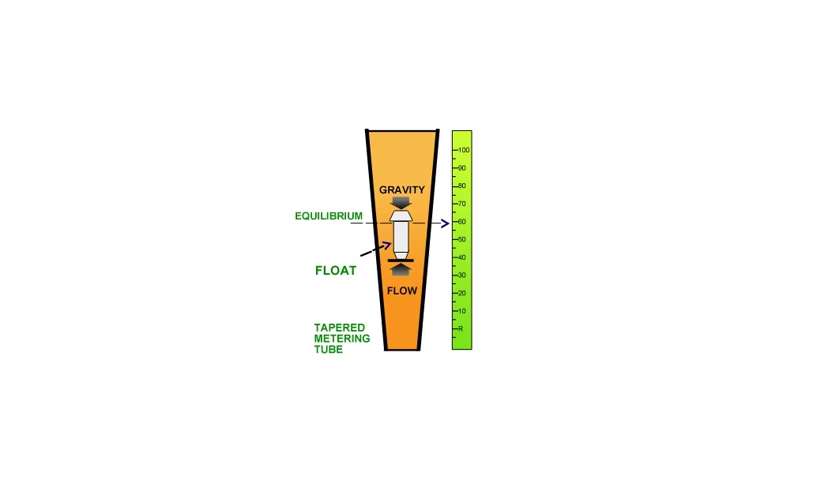 GRAVITY
EQUILIBRIUM
FLOAT
FLOW
TAPERED
METERING
TUBE
100
90
80
70
60
50
40
30
20
10
R